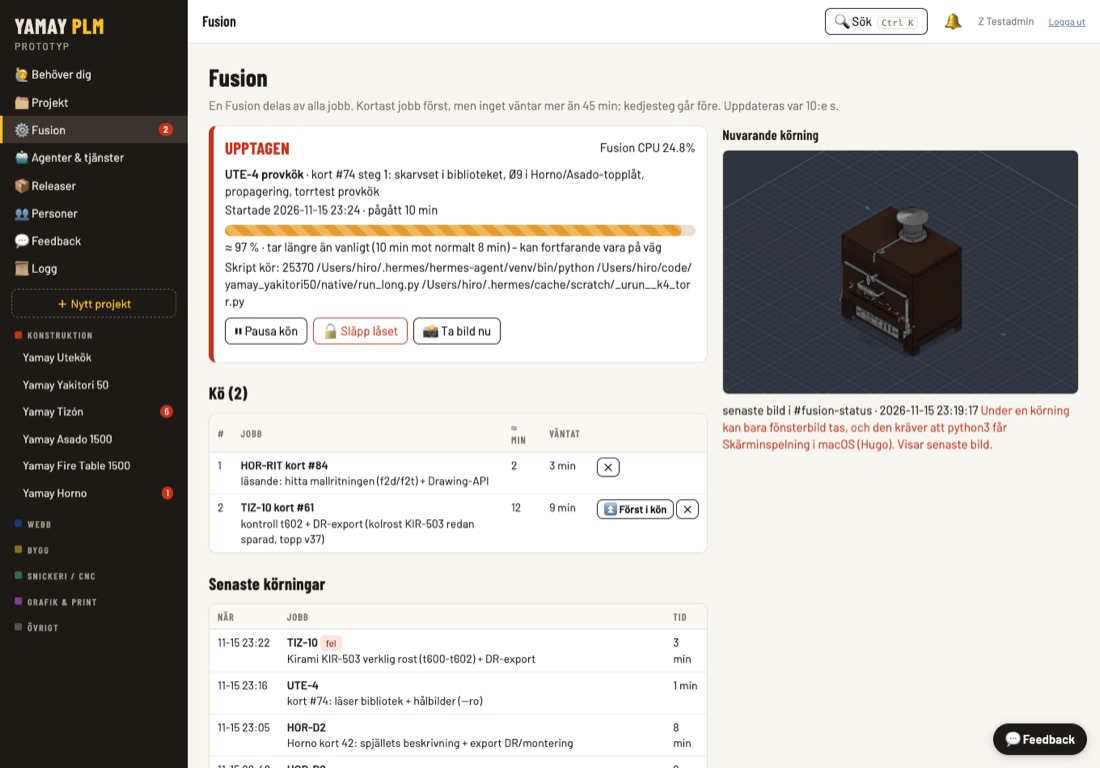 YAMAY PLM
PROTOTYP
Behöver dig
Projekt
Fusion 2
Agenter & tjänster
Releaser
Personer
Feedback
Logg
+ Nytt projekt
KONSTRUKTION
Yamay Utekök
Yamay Yakitori 50
Yamay Tizón 6
Yamay Asado 1500
Yamay Fire Table 1500
Yamay Horno 1
WEBB
BYGG
SNICKERI / CNC
GRAFIK & PRINT
ÖVRIGT
Fusion
Sök Ctrl K
Z Testadmin
Logga ut
Fusion
En Fusion delas av alla jobb. Kortast jobb först, men inget väntar mer än 45 min; kedjesteg går före. Uppdateras var 10:e s.
UPPTAGEN
Fusion CPU 24.8%
UTE-4 provkök · kort #74 steg 1: skarvset i biblioteket, Ø9 i Horno/Asado-topplåt,
propagering, torrtest provkök
Startade 2026-11-15 23:24 · pågått 10 min
≈ 97 % · tar längre än vanligt (10 min mot normalt 8 min) – kan fortfarande vara på väg
Skript kör: 25370 /Users/hiro/.hermes/hermes-agent/venv/bin/python /Users/hiro/code/
yamay_yakitori50/native/run_long.py /Users/hiro/.hermes/cache/scratch/_urun__k4_tor
r.py
Pausa kön
Släpp låset
Ta bild nu
Kö (2)
# JOBB ≈ MIN VÄNTAT
1 HOR-RIT kort #84 2 3 min ✕
läsande: hitta mallritningen (f2d/f2t) + Drawing-API
2 TIZ-10 kort #61 12 9 min Först i kön ✕
kontroll t602 + DR-export (kolrost KIR-503 redan
sparad, topp v37)
Senaste körningar
NÄR JOBB TID
11-15 23:22 TIZ-10 fel 3 min
Kirami KIR-503 verklig rost (t600-t602) + DR-export
11-15 23:16 UTE-4 1 min
kort #74: läser bibliotek + hålbilder (—ro)
11-15 23:05 HOR-D2 8 min
Horno kort 42: spjällets beskrivning + export DR/montering
Nuvarande körning
senaste bild i #fusion-status · 2026-11-15 23:19:17 Under en körning
kan bara fönsterbild tas, och den kräver att python3 får
Skärminspelning i macOS (Hugo). Visar senaste bild.
Feedback